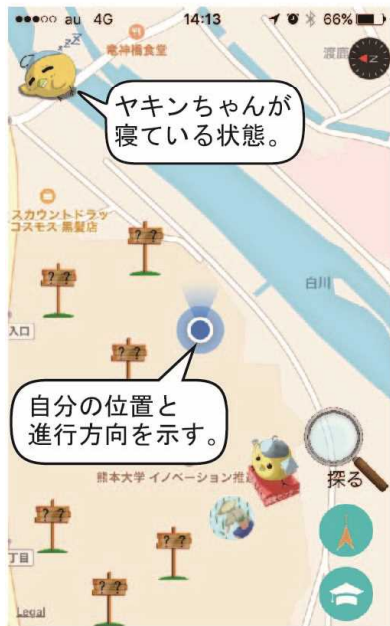 ●●●○○ au 4G 14:13 66%
竜神橋食堂
渡鹿
N
zZZ
ヤキンちゃんが
寝ている状態。
スカウントドラッ
コスモス 黒髪店
? ?
? ?
白川
入口
? ?
自分の位置と
進行方向を示す。
熊本大学 イノベーション推進
探る
? ?
丁目
? ?
? ?
Legal